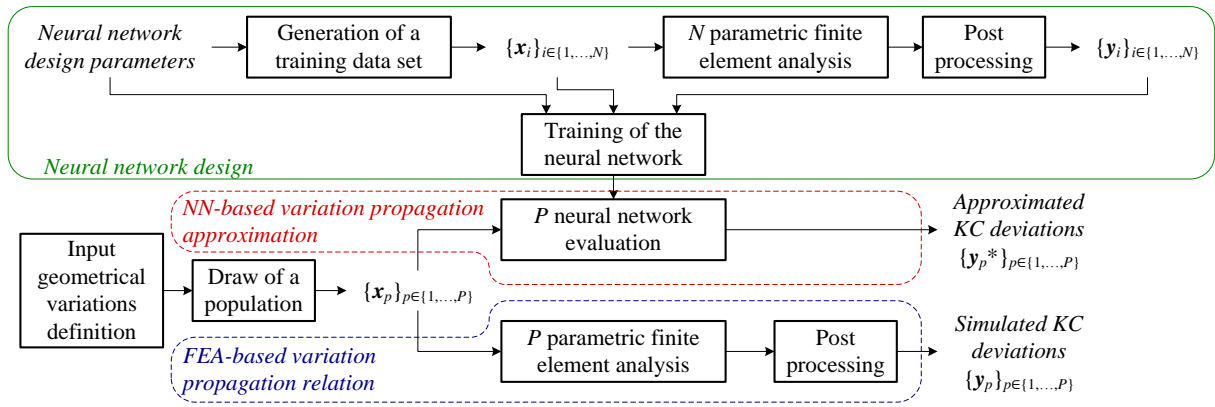 Neural network
design parameters
Generation of a
training data set
{x_i}_{i∈{1,…,N}}
N parametric finite
element analysis
Post
processing
{y_i}_{i∈{1,…,N}}
Training of the
neural network
Neural network design
NN-based variation propagation
approximation
P neural network
evaluation
Approximated
KC deviations
{y_p*}_{p∈{1,…,P}}
Input
geometrical
variations
definition
Draw of a
population
{x_p}_{p∈{1,…,P}}
FEA-based variation
propagation relation
P parametric finite
element analysis
Post
processing
Simulated KC
deviations
{y_p}_{p∈{1,…,P}}